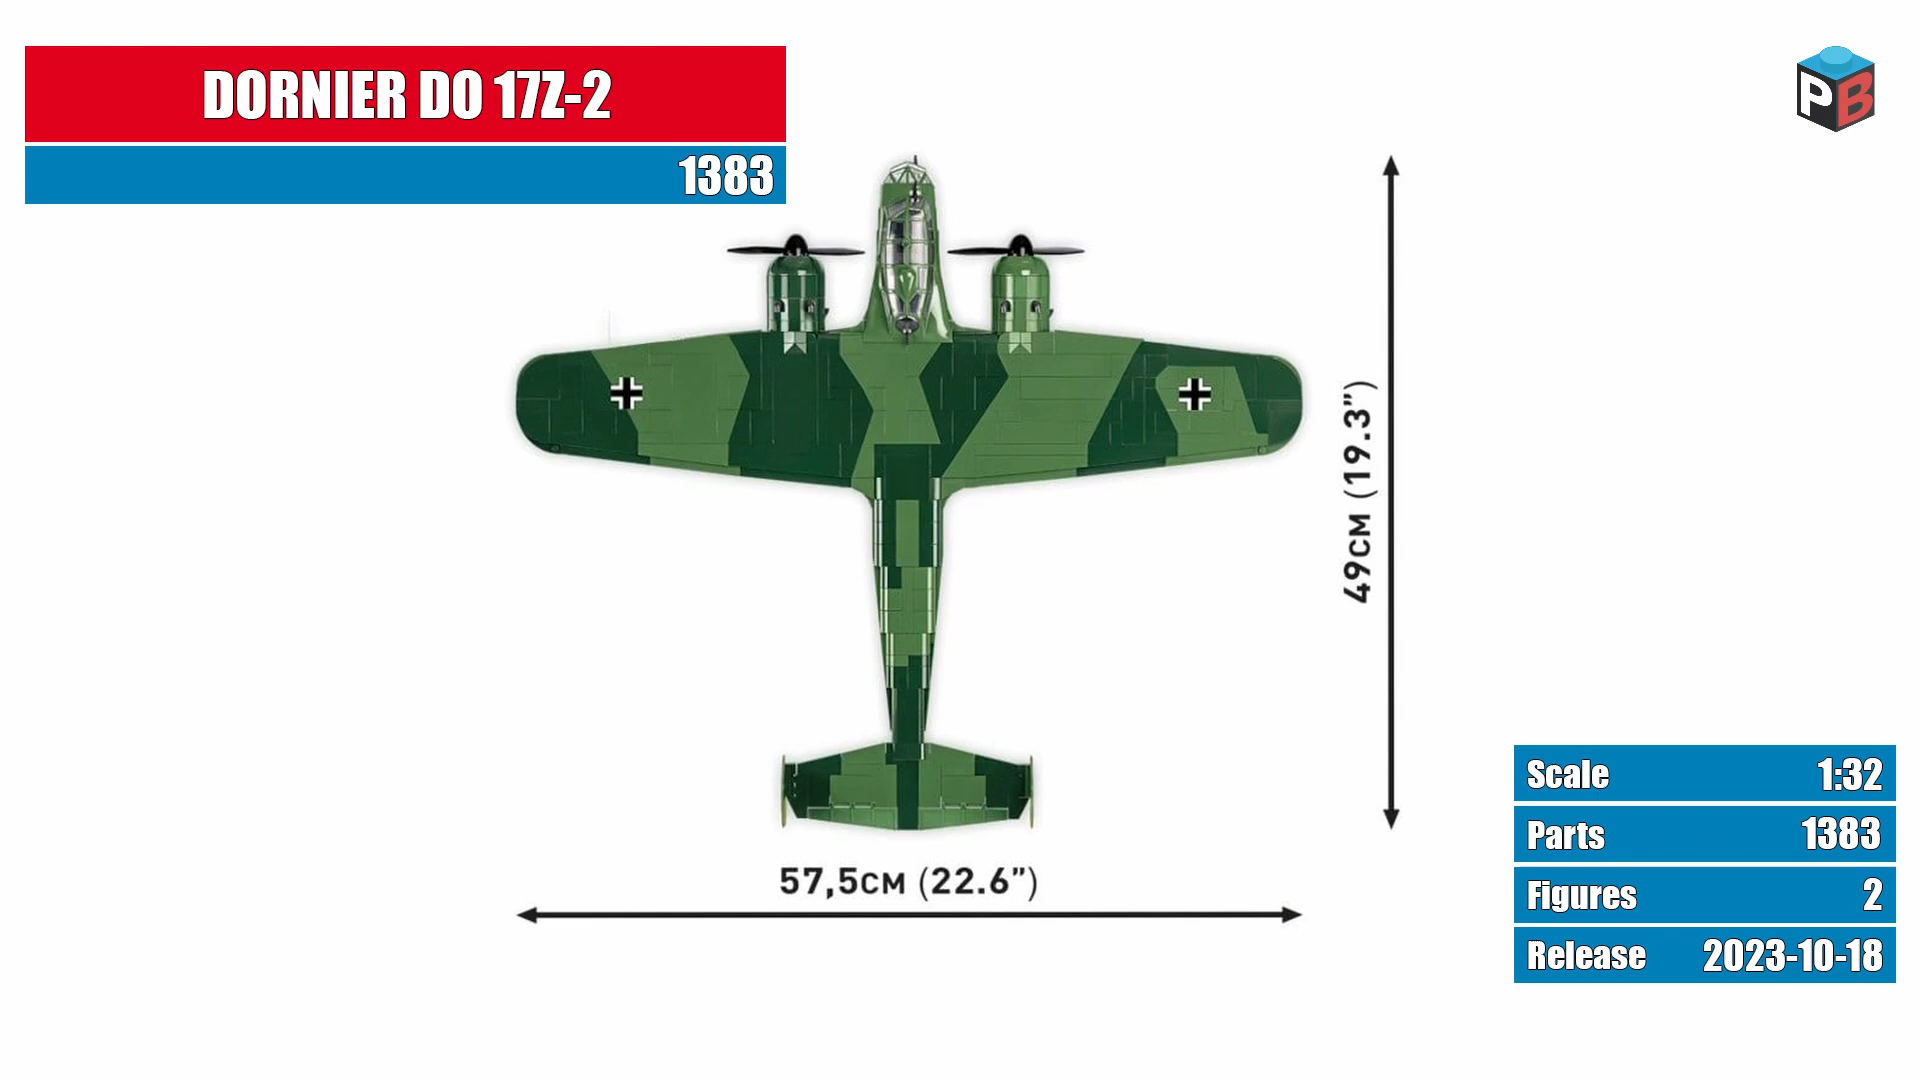 DORNIER DO 17Z-2
1383
PB
49CM (19.3")
57,5CM (22.6")
Scale 1:32
Parts 1383
Figures 2
Release 2023-10-18